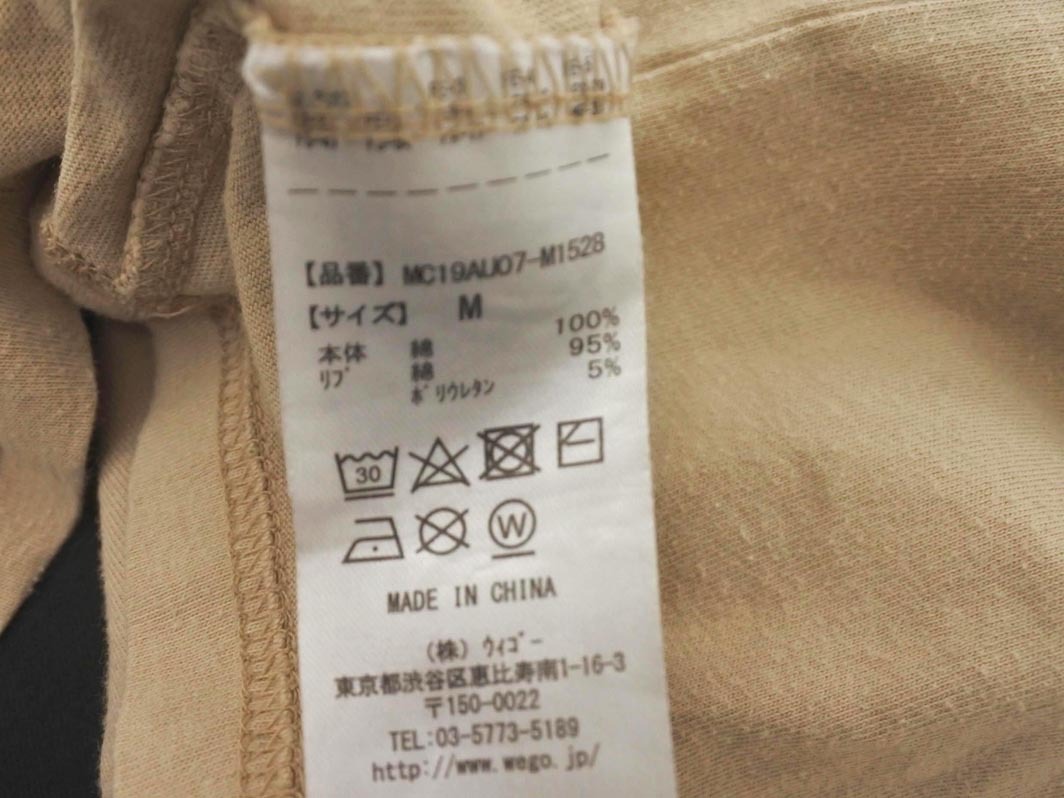 【品番】 MC19AU07-M1528
【サイズ】 M
本体 綿 100%
リブ 綿 95%
ポリウレタン 5%
30
W
MADE IN CHINA
(株) ウィゴー
東京都渋谷区恵比寿南1-16-3
〒150-0022
TEL:03-5773-5189
http://www.wego.jp/